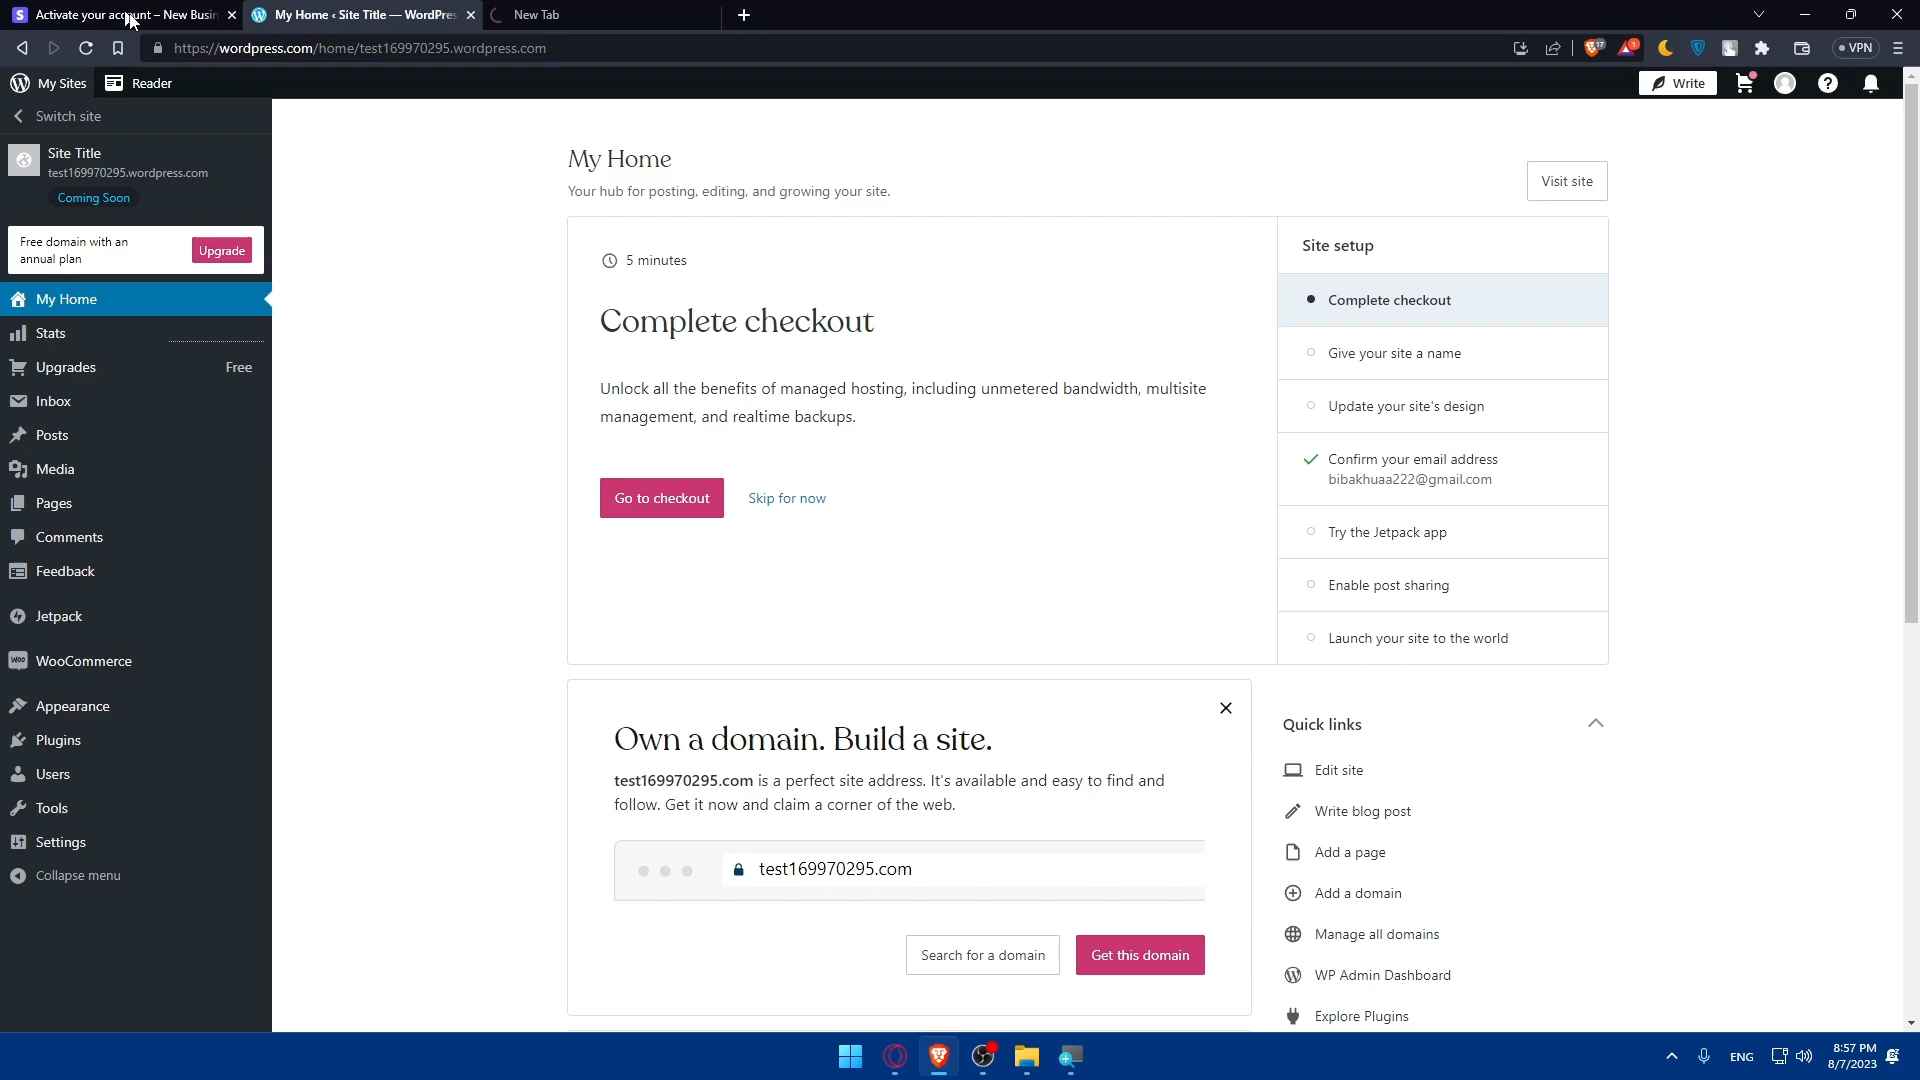 Activate your account – New Busin
My Home ‹ Site Title — WordPres
New Tab
https://wordpress.com/home/test169970295.wordpress.com
17
1
VPN
My Sites
Reader
Write
Switch site
Site Title
test169970295.wordpress.com
Coming Soon
Free domain with an
annual plan
Upgrade
My Home
Stats
Upgrades
Free
Inbox
Posts
Media
Pages
Comments
Feedback
Jetpack
WooCommerce
Appearance
Plugins
Users
Tools
Settings
Collapse menu
My Home
Your hub for posting, editing, and growing your site.
Visit site
5 minutes
Complete checkout
Unlock all the benefits of managed hosting, including unmetered bandwidth, multisite
management, and realtime backups.
Go to checkout
Skip for now
Site setup
Complete checkout
Give your site a name
Update your site's design
Confirm your email address
bibakhuaa222@gmail.com
Try the Jetpack app
Enable post sharing
Launch your site to the world
Own a domain. Build a site.
test169970295.com is a perfect site address. It's available and easy to find and
follow. Get it now and claim a corner of the web.
test169970295.com
Search for a domain
Get this domain
Quick links
Edit site
Write blog post
Add a page
Add a domain
Manage all domains
WP Admin Dashboard
Explore Plugins
ENG
8:57 PM
8/7/2023